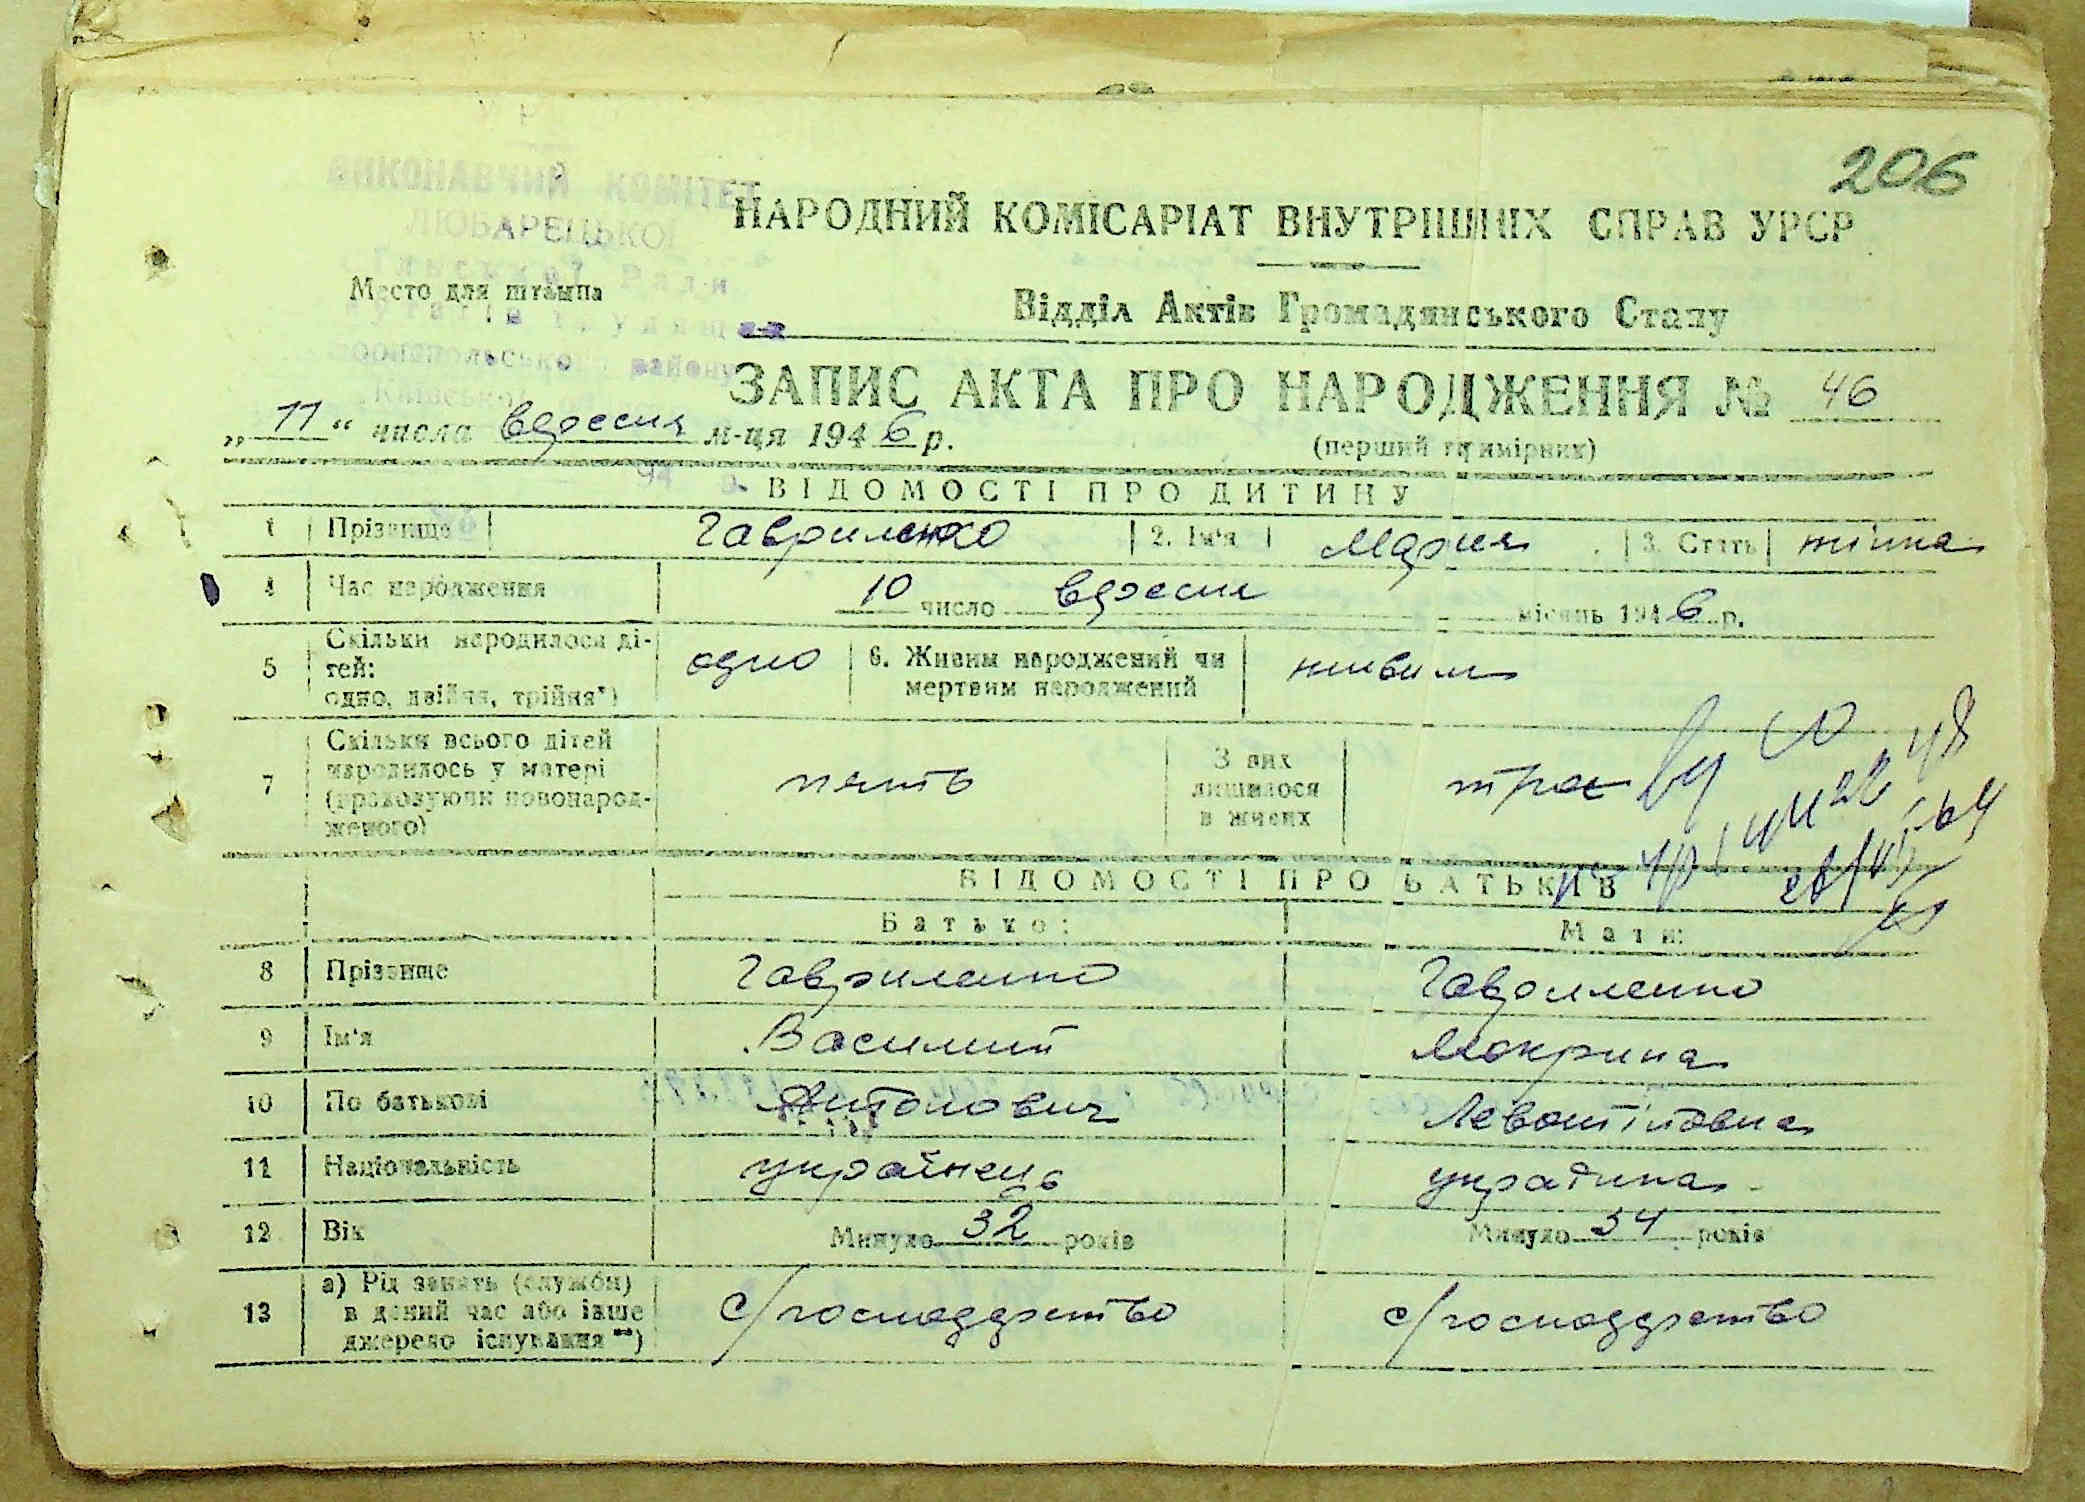 206
ВИКОНАВЧИЙ КОМІТЕТ
ЛЮБАРЕЦЬКОЇ
НАРОДНИЙ КОМІСАРІАТ ВНУТРІШНІХ СПРАВ УРСР
Место для штампа
Відділ Актів Громадянського Стану
району
ЗАПИС АКТА ПРО НАРОДЖЕННЯ № 46
„11“ числа вересня м-ця 1946 р.
(перший примірник)
ВІДОМОСТІ ПРО ДИТИНУ
1 Прізвище Гавриленко 2. Ім'я Мария 3. Стать жіноча
4 Час народження 10 число вересня місяць 1946 р.
5 Скільки народилося дітей: одно, двійня, трійня*) одно 6. Живим народжений чи мертвим народжений живим
7 Скільки всього дітей народилось у матері (враховуючи новонародженого) пять З них лишилося в живих троє
ВІДОМОСТІ ПРО БАТЬКІВ
Батько: Мати:
8 Прізвище Гавриленко Гавриленко
9 Ім'я Василий Мокрина
10 По батькові Антонович Левонтіновна
11 Національність українець українка
12 Вік Минуло 32 років Минуло 34 років
13 а) Рід занять (служби) в даний час або інше джерело існування **) с/господарство с/господарство